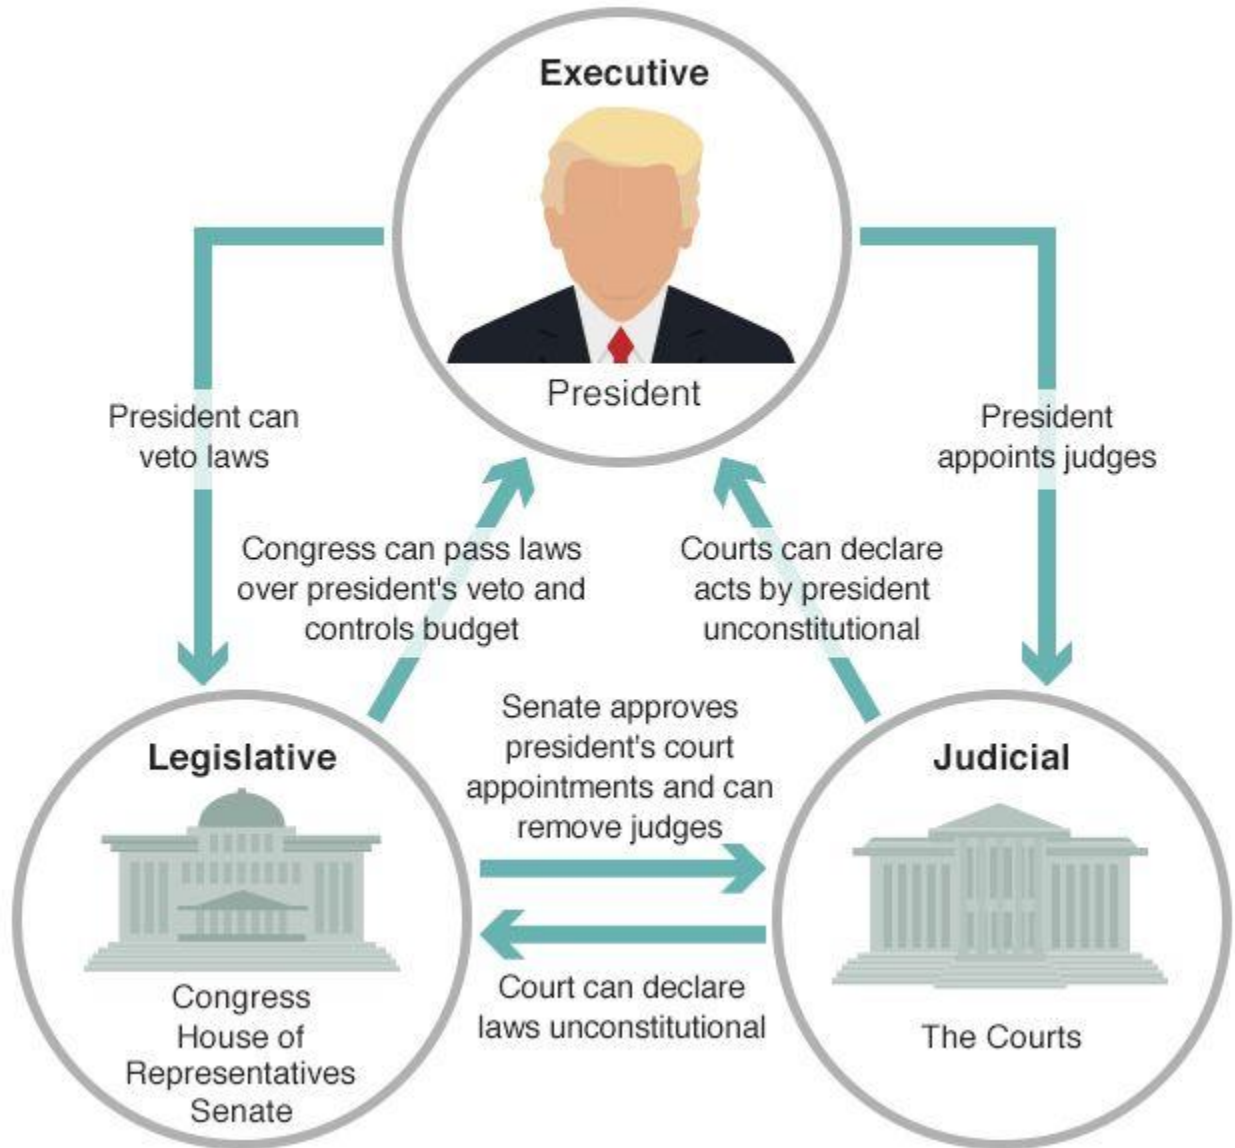 Executive
President
President can
veto laws
President
appoints judges
Congress can pass laws
over president's veto and
controls budget
Courts can declare
acts by president
unconstitutional
Senate approves
president's court
appointments and can
remove judges
Legislative
Congress
House of
Representatives
Senate
Judicial
The Courts
Court can declare
laws unconstitutional